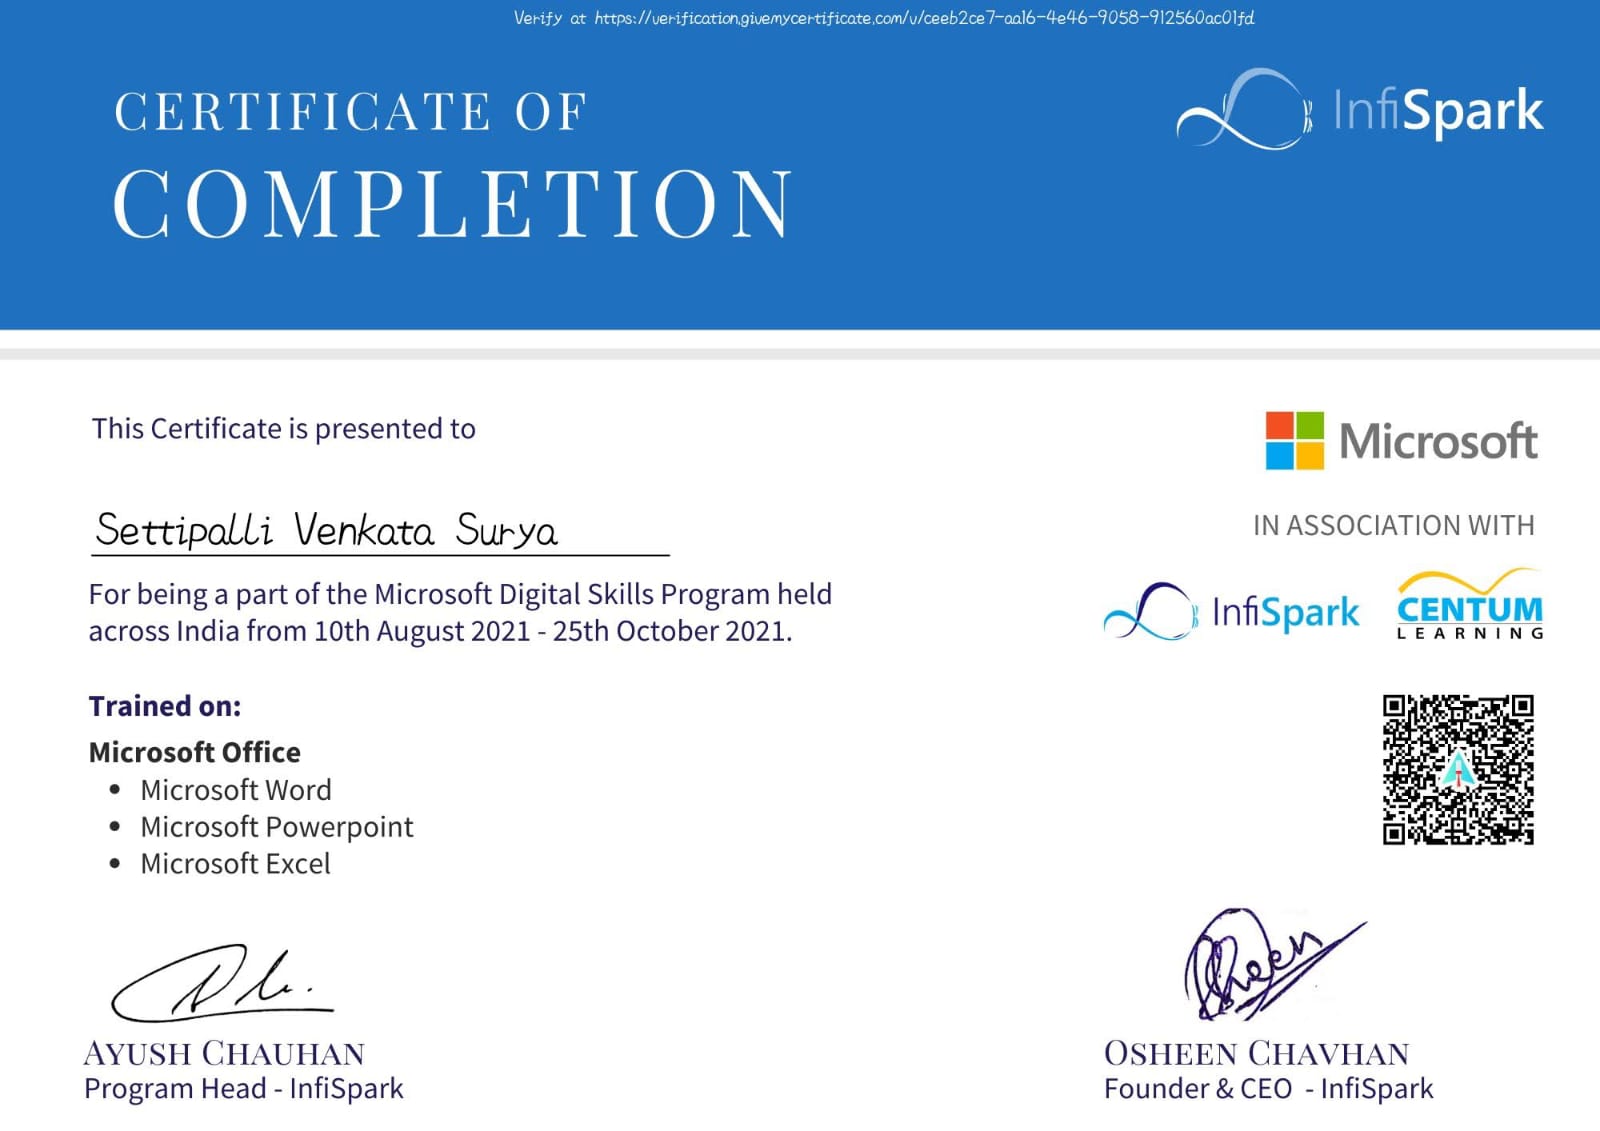 Verify at https://verification.givemycertificate.com/v/ceeb2ce7-aa16-4e46-9058-912560ac01fd
CERTIFICATE OF
COMPLETION
InfiSpark
This Certificate is presented to
Settipalli Venkata Surya
For being a part of the Microsoft Digital Skills Program held
across India from 10th August 2021 - 25th October 2021.
Trained on:
Microsoft Office
• Microsoft Word
• Microsoft Powerpoint
• Microsoft Excel
Microsoft
IN ASSOCIATION WITH
InfiSpark
CENTUM
LEARNING
AYUSH CHAUHAN
Program Head - InfiSpark
Osheen
OSHEEN CHAVHAN
Founder & CEO - InfiSpark